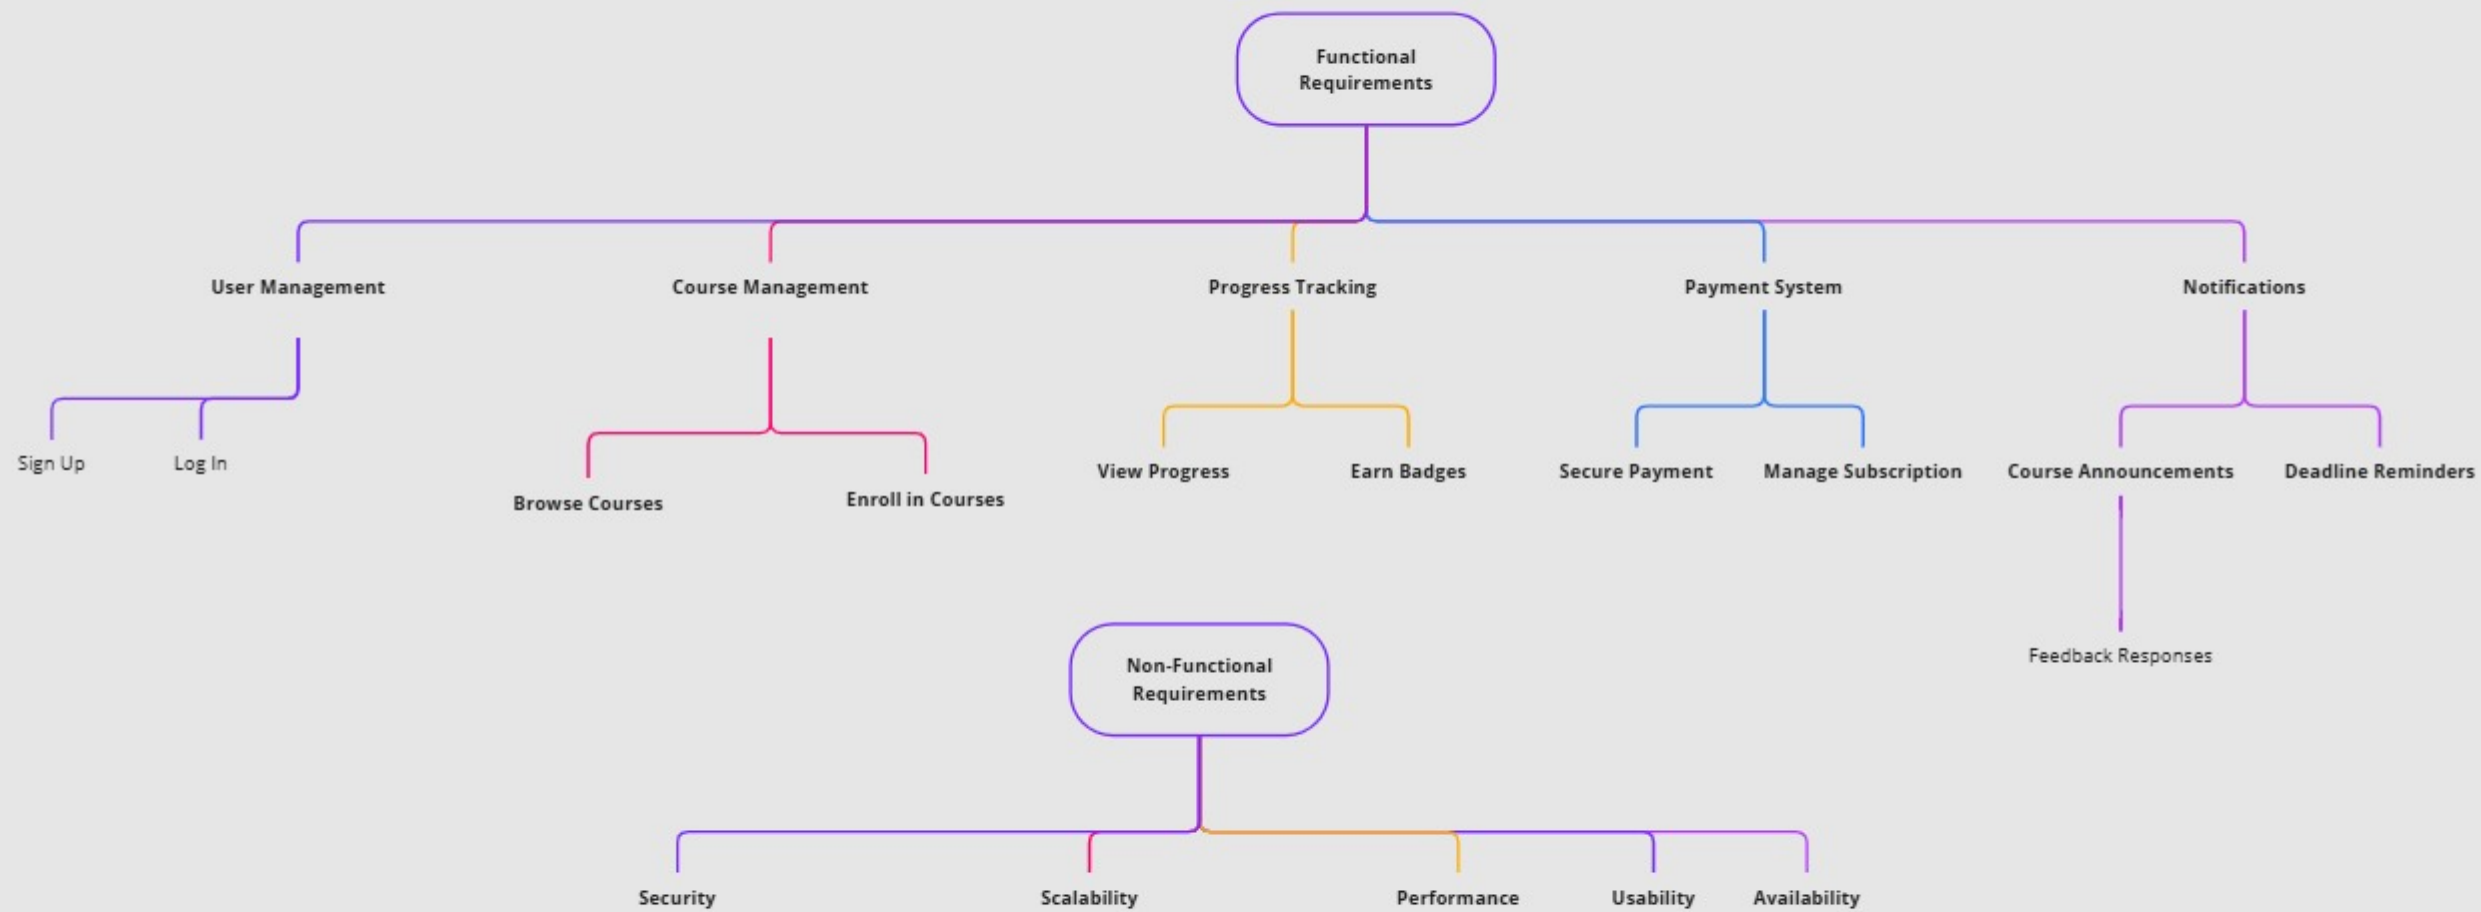 Functional
Requirements
User Management
Course Management
Progress Tracking
Payment System
Notifications
Sign Up
Log In
Browse Courses
Enroll in Courses
View Progress
Earn Badges
Secure Payment
Manage Subscription
Course Announcements
Deadline Reminders
Feedback Responses
Non-Functional
Requirements
Security
Scalability
Performance
Usability
Availability